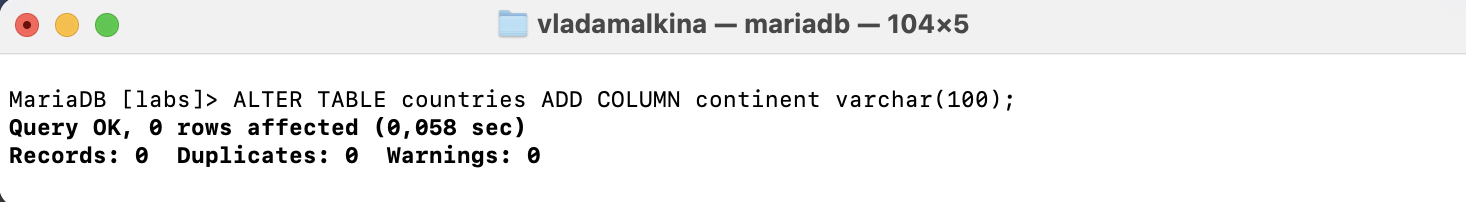 vladamalkina — mariadb — 104×5
MariaDB [labs]> ALTER TABLE countries ADD COLUMN continent varchar(100);
Query OK, 0 rows affected (0,058 sec)
Records: 0  Duplicates: 0  Warnings: 0